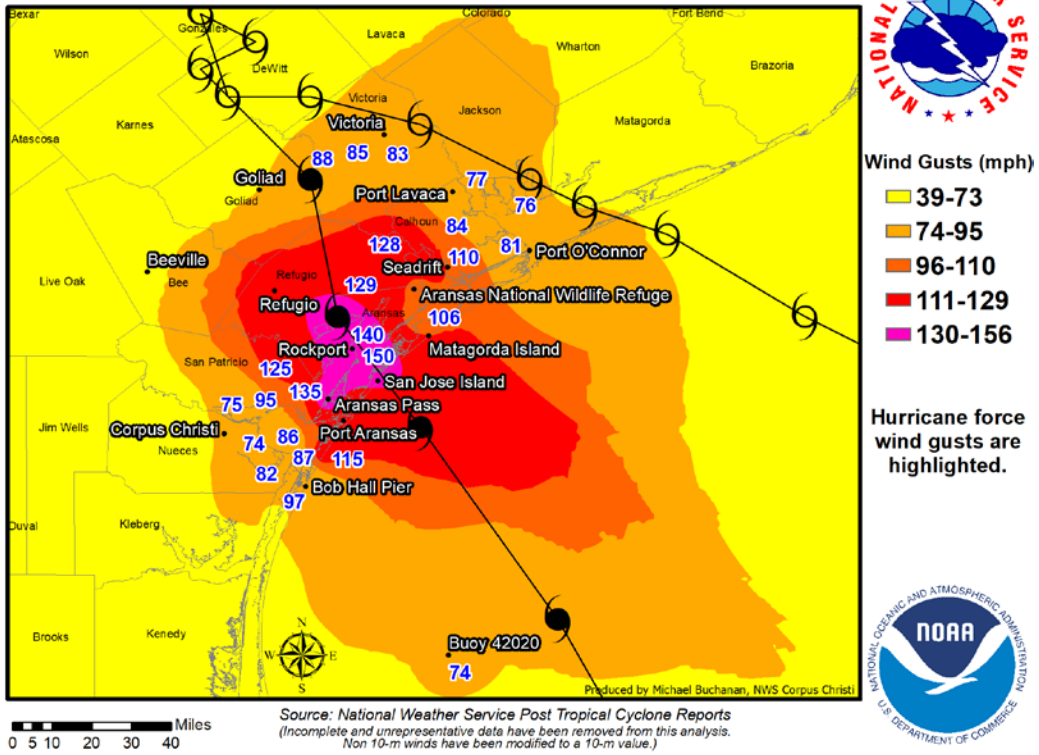 Bexar
Gonzales
Lavaca
Colorado
Fort Bend
Wilson
DeWitt
Wharton
Brazoria
Victoria
Jackson
Matagorda
Atascosa
Karnes
Victoria
88
85
83
Goliad
Goliad
Port Lavaca
77
76
Calhoun
84
128
110
81
Port O'Connor
Beeville
Bee
Seadrift
Live Oak
Refugio
129
Aransas National Wildlife Refuge
Refugio
Aransas
106
140
Rockport
150
Matagorda Island
San Patricio
125
San Jose Island
135
75
95
Aransas Pass
Jim Wells
Corpus Christi
Port Aransas
Nueces
74
86
87
115
82
Bob Hall Pier
97
Duval
Kleberg
Brooks
Kenedy
N
W
E
S
Buoy 42020
74
Produced by Michael Buchanan, NWS Corpus Christi
NATIONAL
SERVICE
Wind Gusts (mph)
39-73
74-95
96-110
111-129
130-156
Hurricane force
wind gusts are
highlighted.
NATIONAL OCEANIC AND ATMOSPHERIC ADMINISTRATION
NOAA
U.S. DEPARTMENT OF COMMERCE
Miles
0 5 10 20 30 40
Source: National Weather Service Post Tropical Cyclone Reports
(Incomplete and unrepresentative data have been removed from this analysis.
Non 10-m winds have been modified to a 10-m value.)